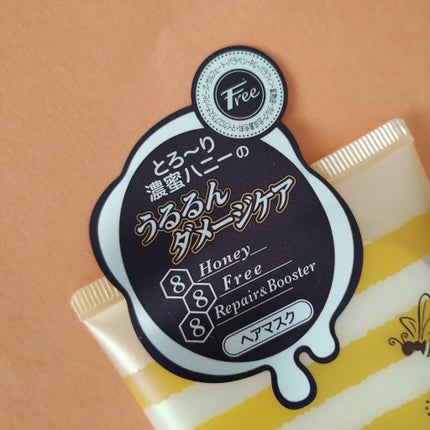 Free
とろ～り
濃蜜ハニーの
うるるん
ダメージケア
8 Honey
8 Free
8 Repair&Booster
ヘアマスク